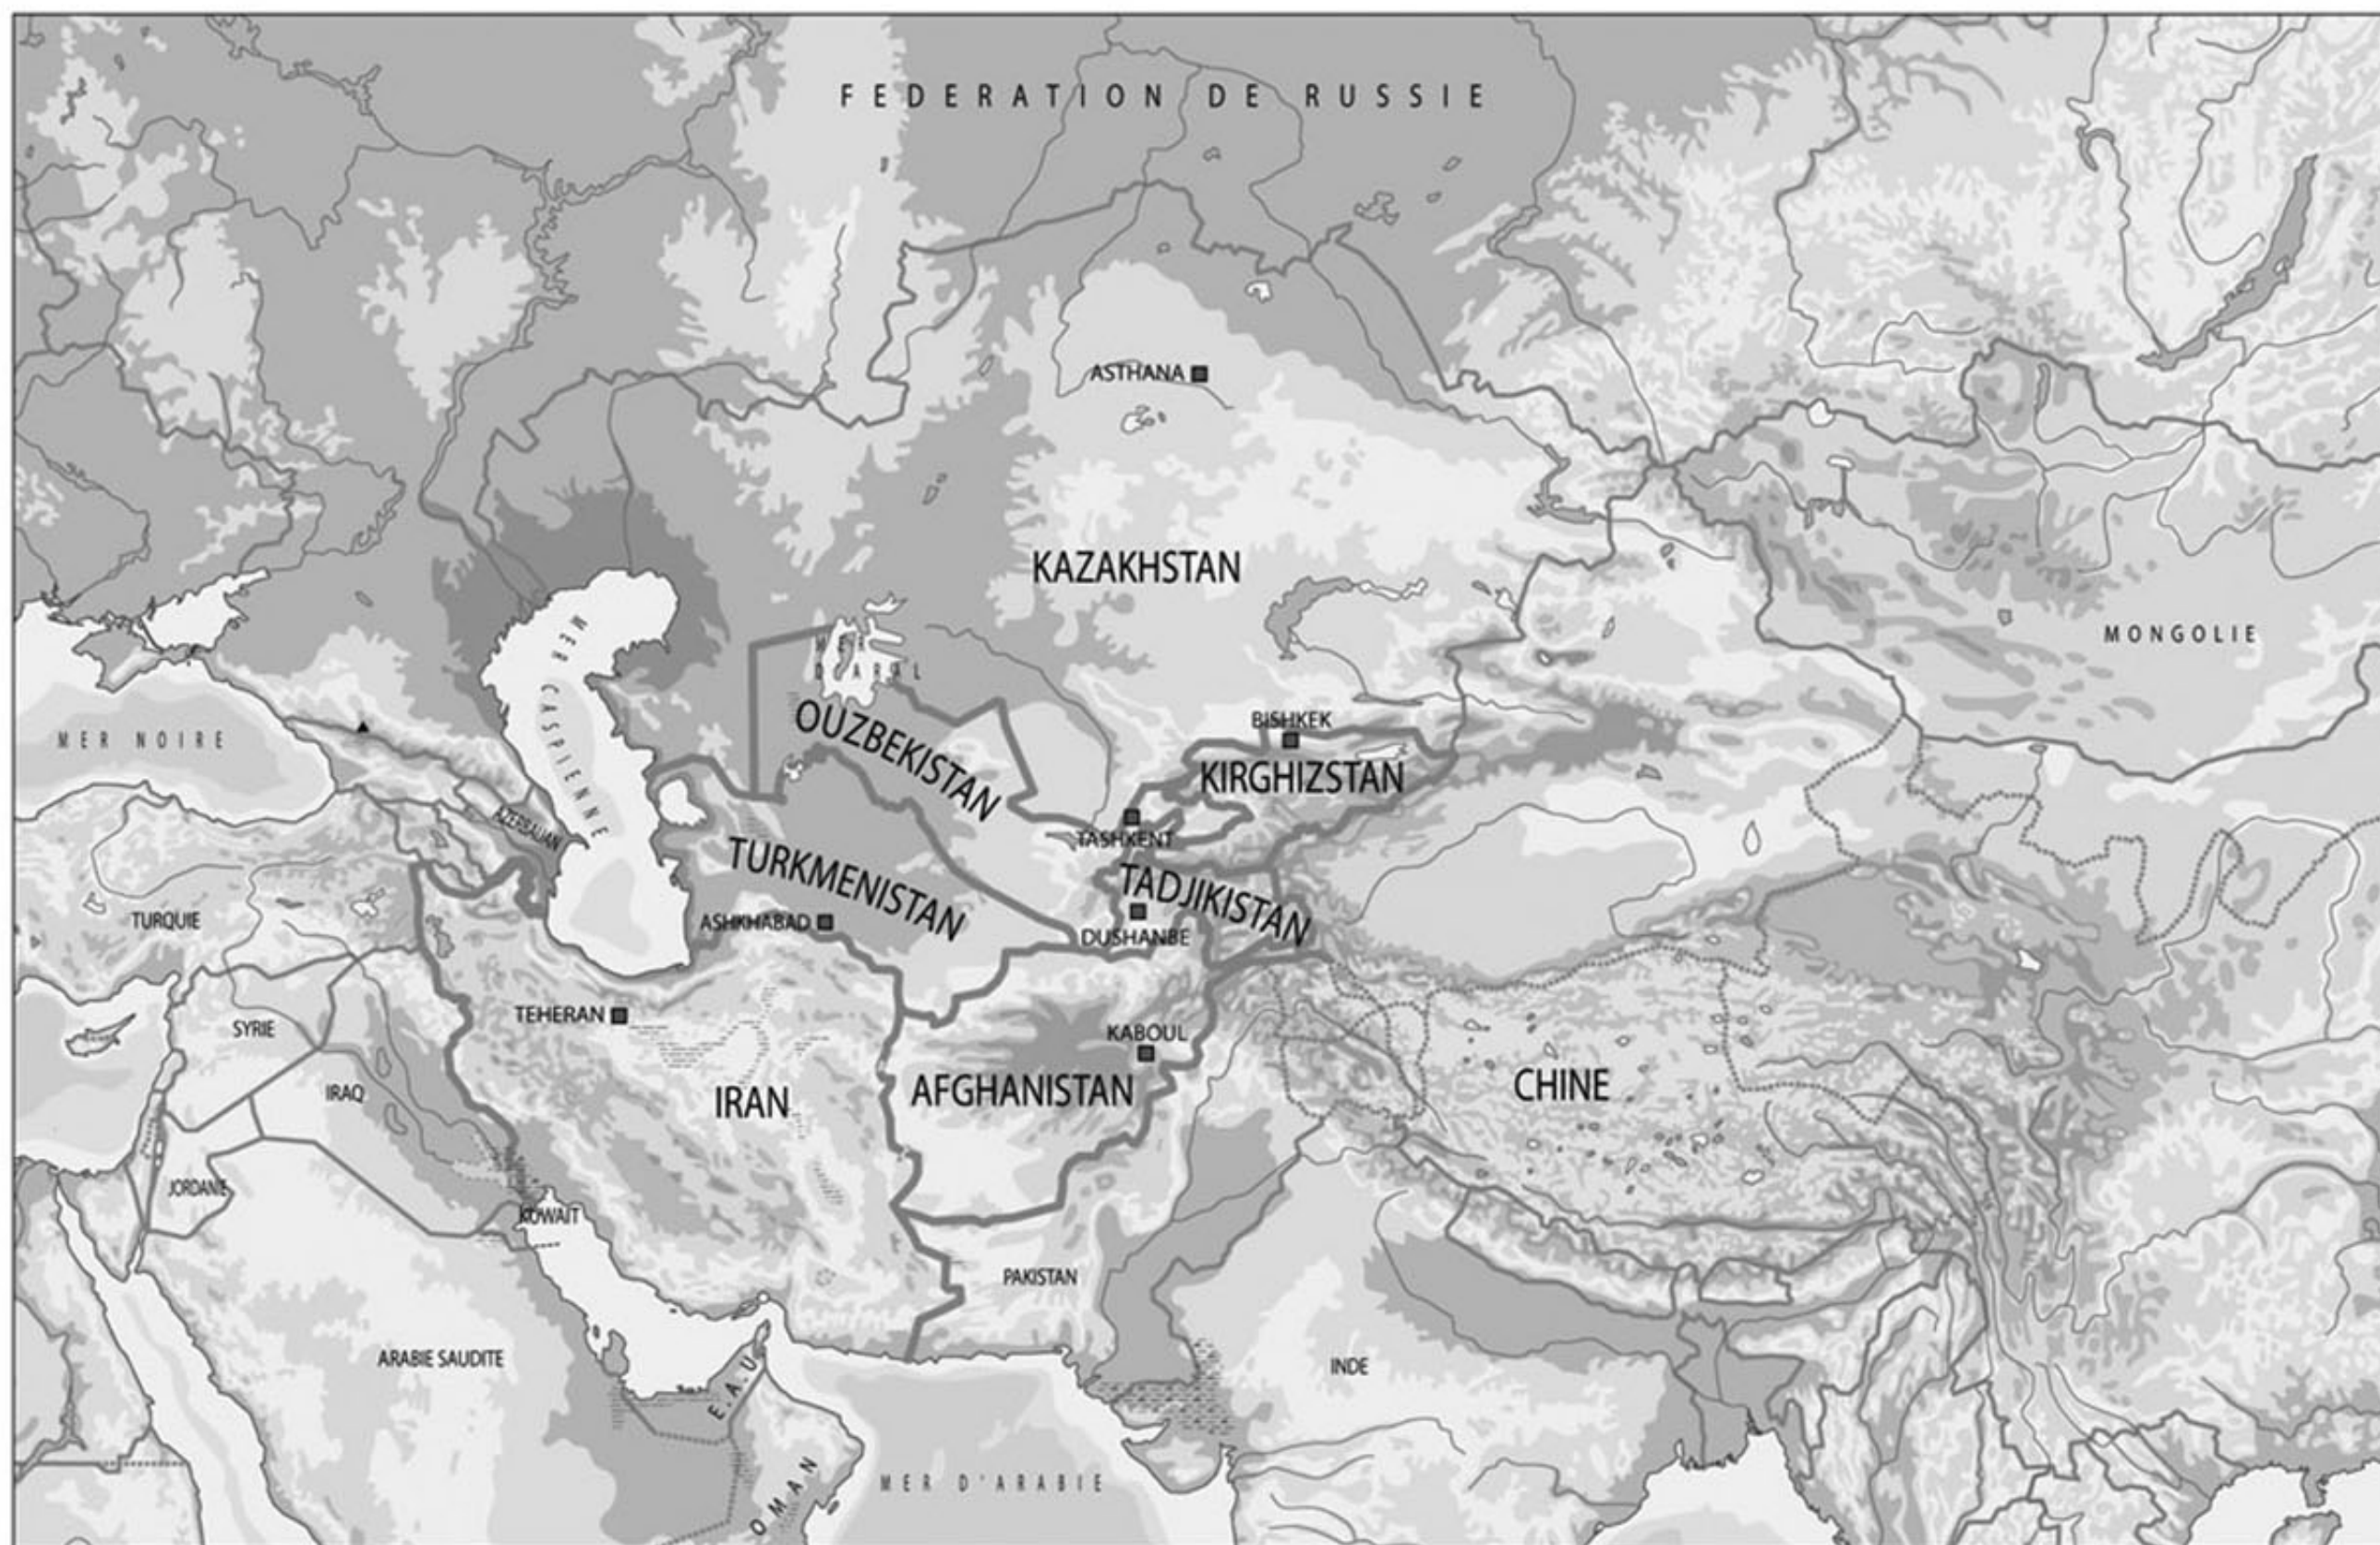 FEDERATION DE RUSSIE
ASTHANA
KAZAKHSTAN
MER CASPIENNE
MER
D'ARAL
MONGOLIE
MER NOIRE
OUZBEKISTAN
BISHKEK
KIRGHIZSTAN
AZERBAIJAN
TASHKENT
TURKMENISTAN
TADJIKISTAN
TURQUIE
ASHKHABAD
DUSHANBE
TEHERAN
SYRIE
KABOUL
IRAQ
IRAN
AFGHANISTAN
CHINE
JORDANIE
KUWAIT
PAKISTAN
ARABIE SAUDITE
INDE
E.A.U
OMAN
MER D'ARABIE